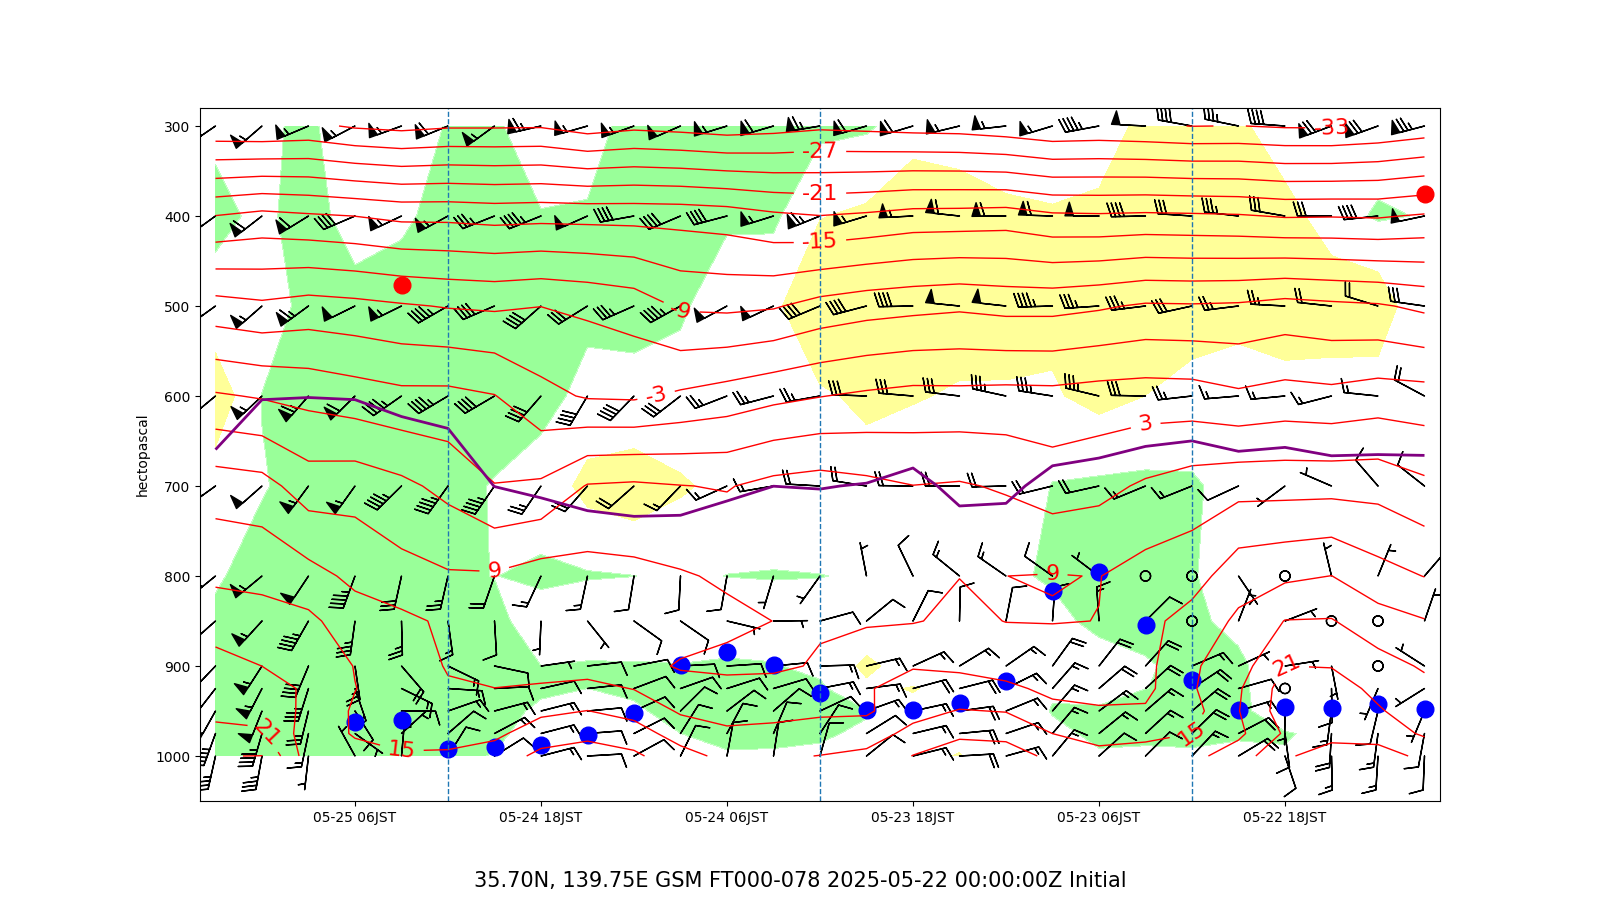 300
400
500
600
700
800
900
1000
hectopascal
-33
-27
-21
-15
-9
-3
3
9
9
21
21
15
15
05-25 06JST
05-24 18JST
05-24 06JST
05-23 18JST
05-23 06JST
05-22 18JST
35.70N, 139.75E GSM FT000-078 2025-05-22 00:00:00Z Initial